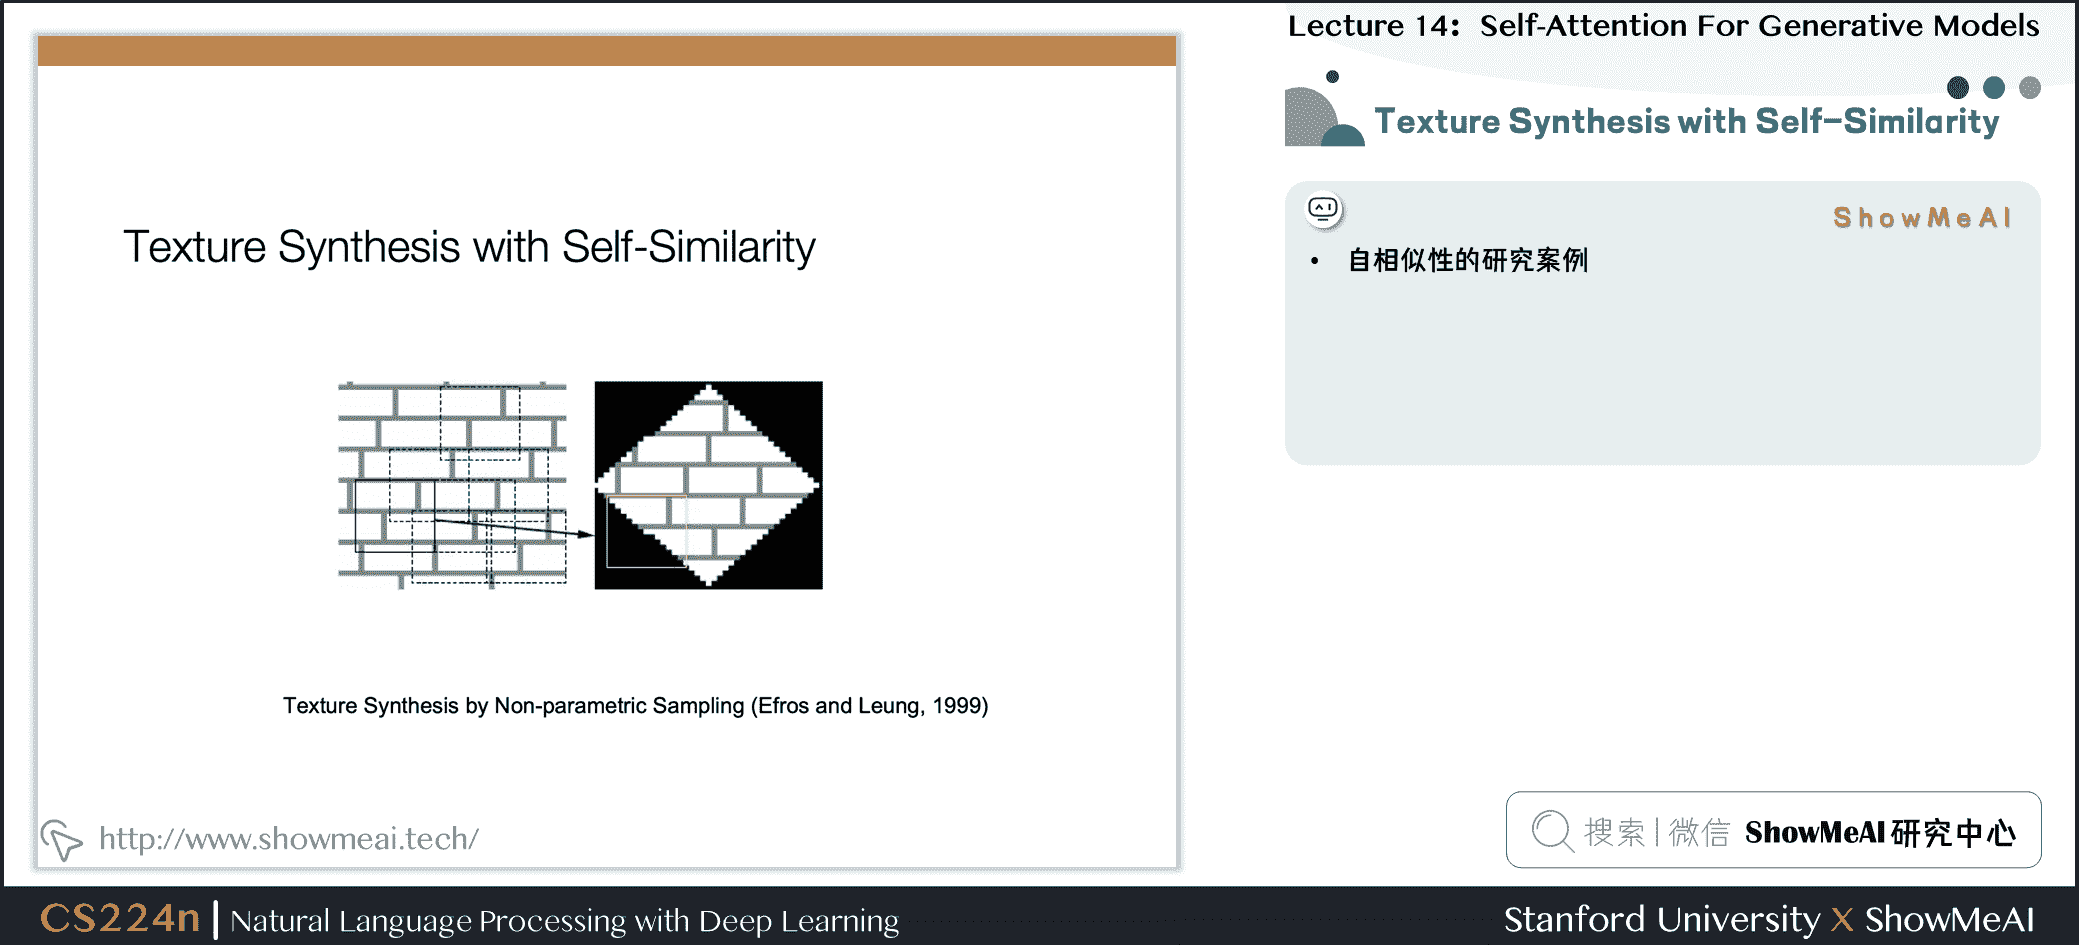 Lecture 14: Self-Attention For Generative Models
Texture Synthesis with Self-Similarity
ShowMeAI
• 自相似性的研究案例
Texture Synthesis with Self-Similarity
Texture Synthesis by Non-parametric Sampling (Efros and Leung, 1999)
http://www.showmeai.tech/
搜索|微信 ShowMeAI研究中心
CS224n | Natural Language Processing with Deep Learning
Stanford University X ShowMeAI